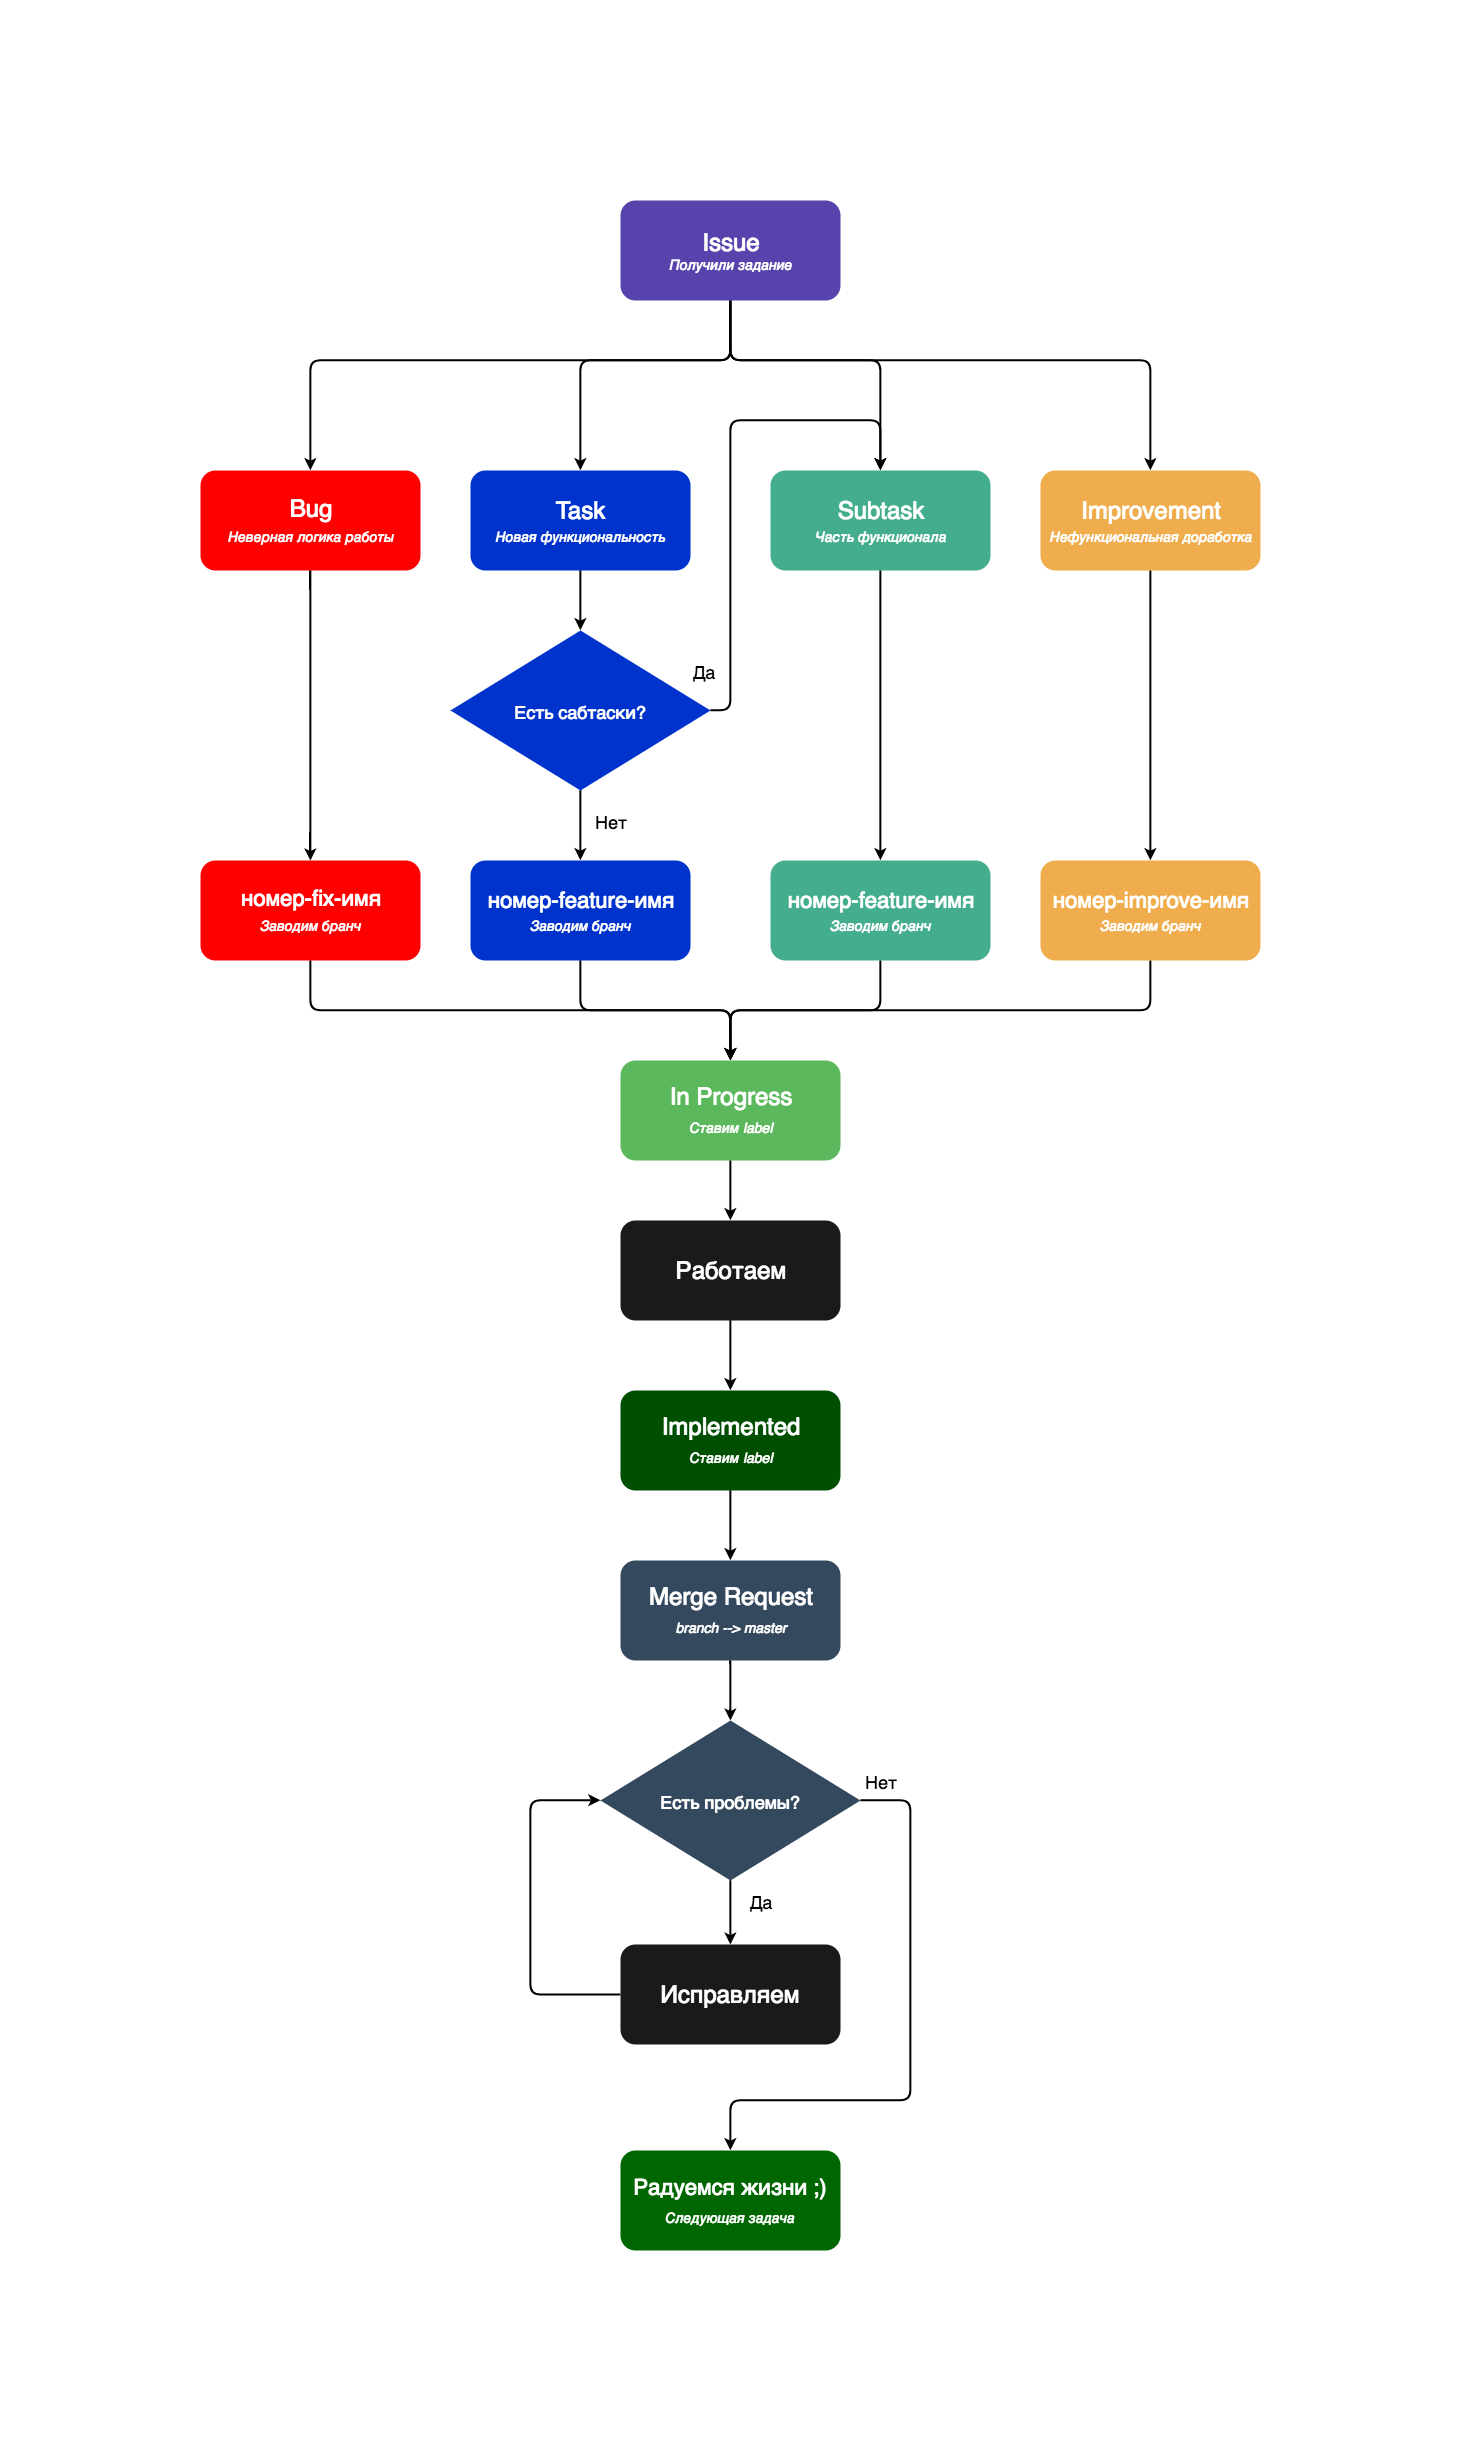 Issue
Получили задание
Bug
Неверная логика работы
Task
Новая функциональность
Subtask
Часть функционала
Improvement
Нефункциональная доработка
Да
Есть сабтаски?
Нет
номер-fix-имя
Заводим бранч
номер-feature-имя
Заводим бранч
номер-feature-имя
Заводим бранч
номер-improve-имя
Заводим бранч
In Progress
Ставим label
Работаем
Implemented
Ставим label
Merge Request
branch --> master
Нет
Есть проблемы?
Да
Исправляем
Радуемся жизни ;)
Следующая задача